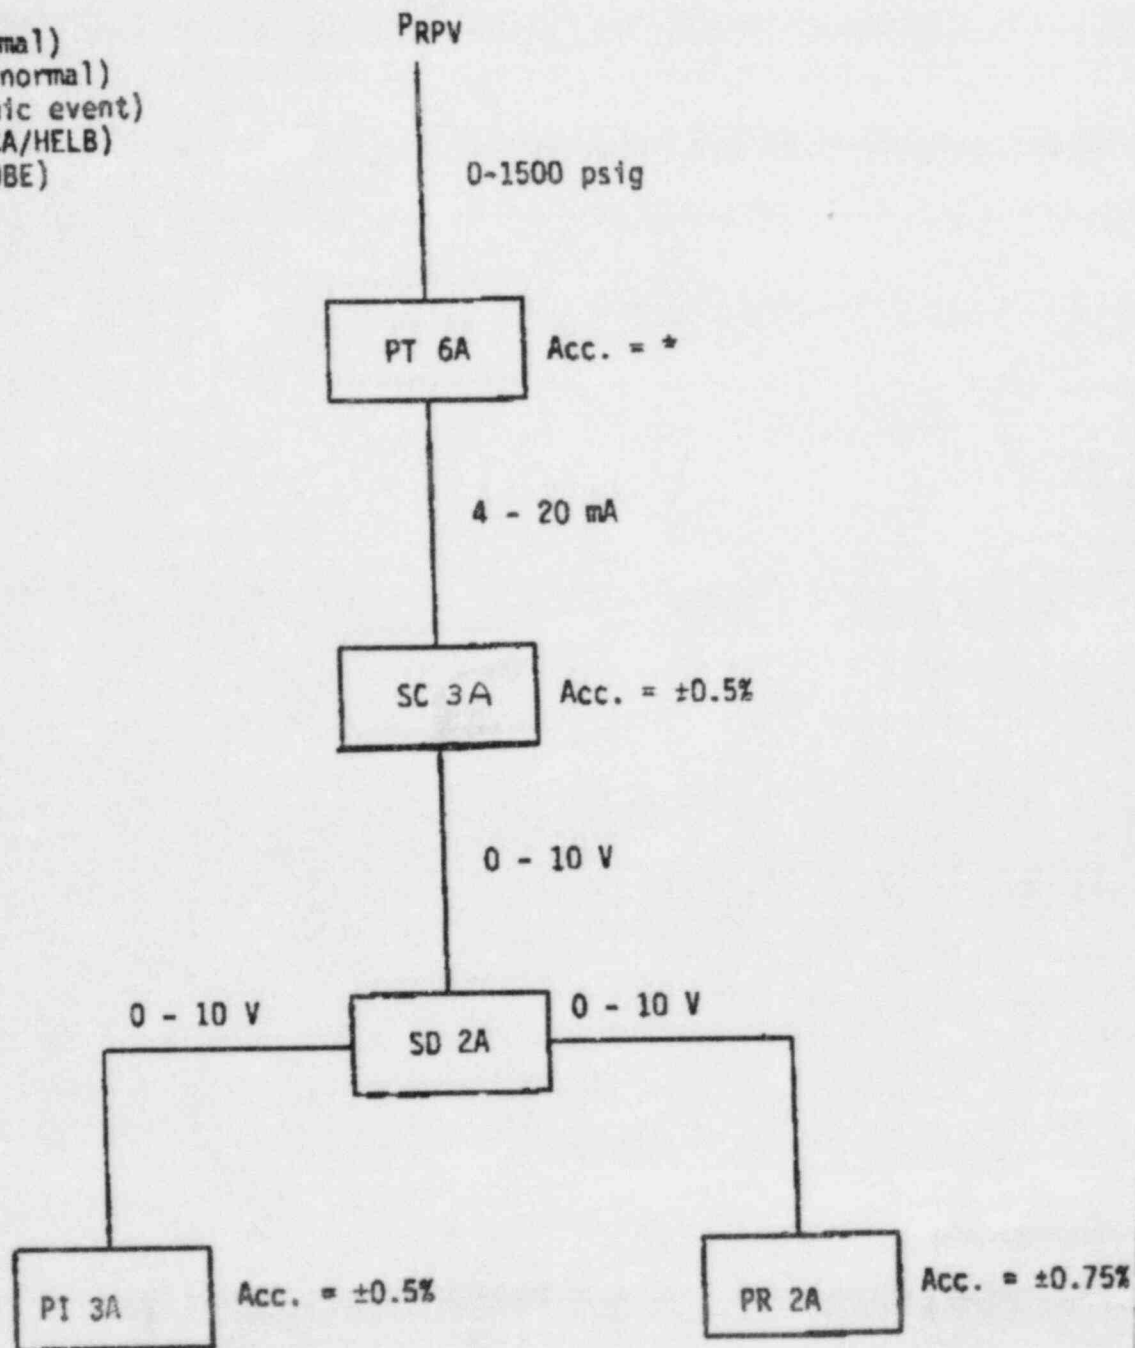 mal)
normal)
ic event)
A/HELB)
BE)
PRPV
0-1500 psig
PT 6A
Acc. = *
4 - 20 mA
SC 3A
Acc. = ±0.5%
0 - 10 V
0 - 10 V
SD 2A
0 - 10 V
PI 3A
Acc. = ±0.5%
PR 2A
Acc. = ±0.75%